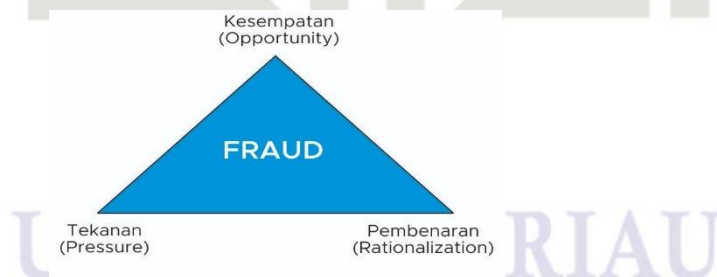 Kesempatan
(Opportunity)
FRAUD
Tekanan
(Pressure)
Pembenaran
(Rationalization)
U
RIAU